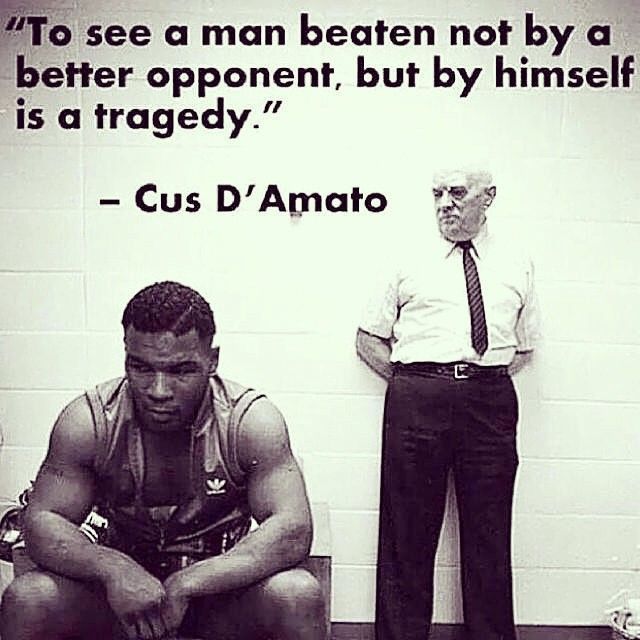 “To see a man beaten not by a
better opponent, but by himself
is a tragedy.”
– Cus D’Amato